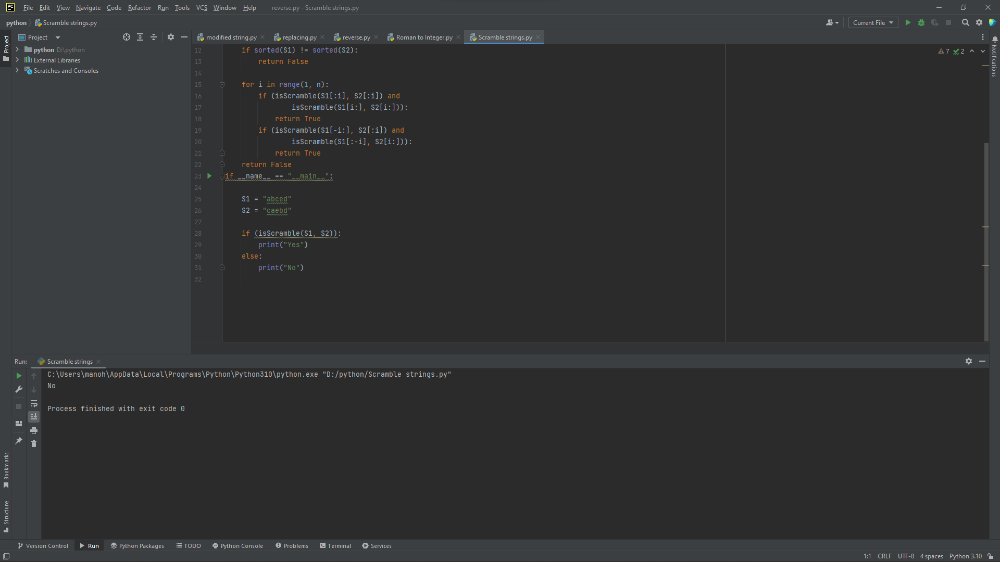 PC File Edit View Navigate Code Refactor Run Tools VCS Window Help reverse.py - Scramble strings.py
python Scramble strings.py Current File
Project
Project modified string.py replacing.py reverse.py Roman to Integer.py Scramble strings.py
python D:\python
External Libraries
Scratches and Consoles
Notifications
7 2
12 if sorted(S1) != sorted(S2):
13 return False
14
15 for i in range(1, n):
16 if (isScramble(S1[:i], S2[:i]) and
17 isScramble(S1[i:], S2[i:])):
18 return True
19 if (isScramble(S1[-i:], S2[:i]) and
20 isScramble(S1[:-i], S2[i:])):
21 return True
22 return False
23 if __name__ == "__main__":
24
25 S1 = "abced"
26 S2 = "caebd"
27
28 if (isScramble(S1, S2)):
29 print("Yes")
30 else:
31 print("No")
32
Run: Scramble strings
C:\Users\manoh\AppData\Local\Programs\Python\Python310\python.exe "D:/python/Scramble strings.py"
No
Process finished with exit code 0
Bookmarks
Structure
Version Control Run Python Packages TODO Python Console Problems Terminal Services
1:1 CRLF UTF-8 4 spaces Python 3.10